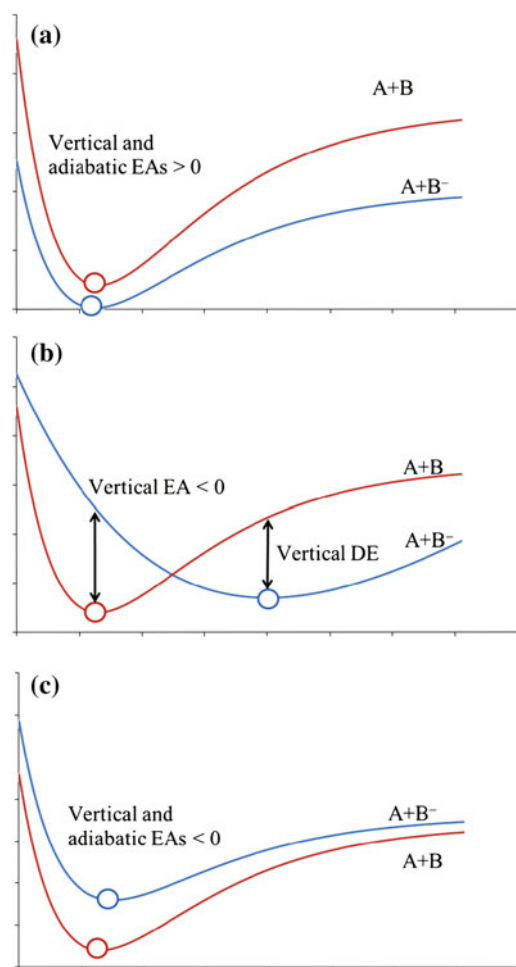 (a)
A+B
Vertical and
adiabatic EAs > 0
A+B⁻
(b)
A+B
Vertical EA < 0
A+B⁻
Vertical DE
(c)
Vertical and
adiabatic EAs < 0
A+B⁻
A+B